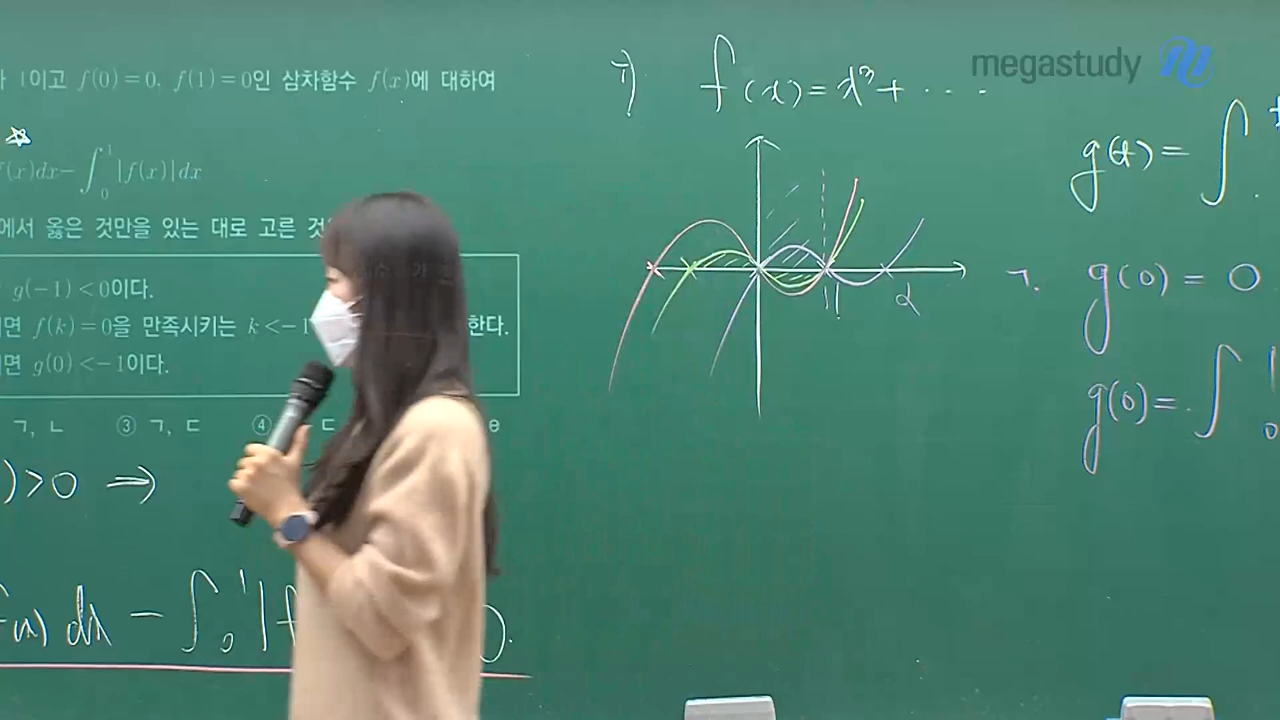 megastudy
1이고 f(0)=0, f(1)=0인 삼차함수 f(x)에 대하여
f(x)dx-∫₀¹|f(x)|dx
에서 옳은 것만을 있는 대로 고른
g(-1)<0이다.
면 f(k)=0을 만족시키는 k<-1 한다.
면 g(0)<-1이다.
ㄱ, ㄴ ③ ㄱ, ㄷ ④ ㄷ
)>0 ⇒
f(x) dx - ∫₀¹|f 0.
i) f(x)=x³+ ⋯
1
α
g(t)=∫
ㄱ. g(0) = 0
g(0)= ∫₀¹